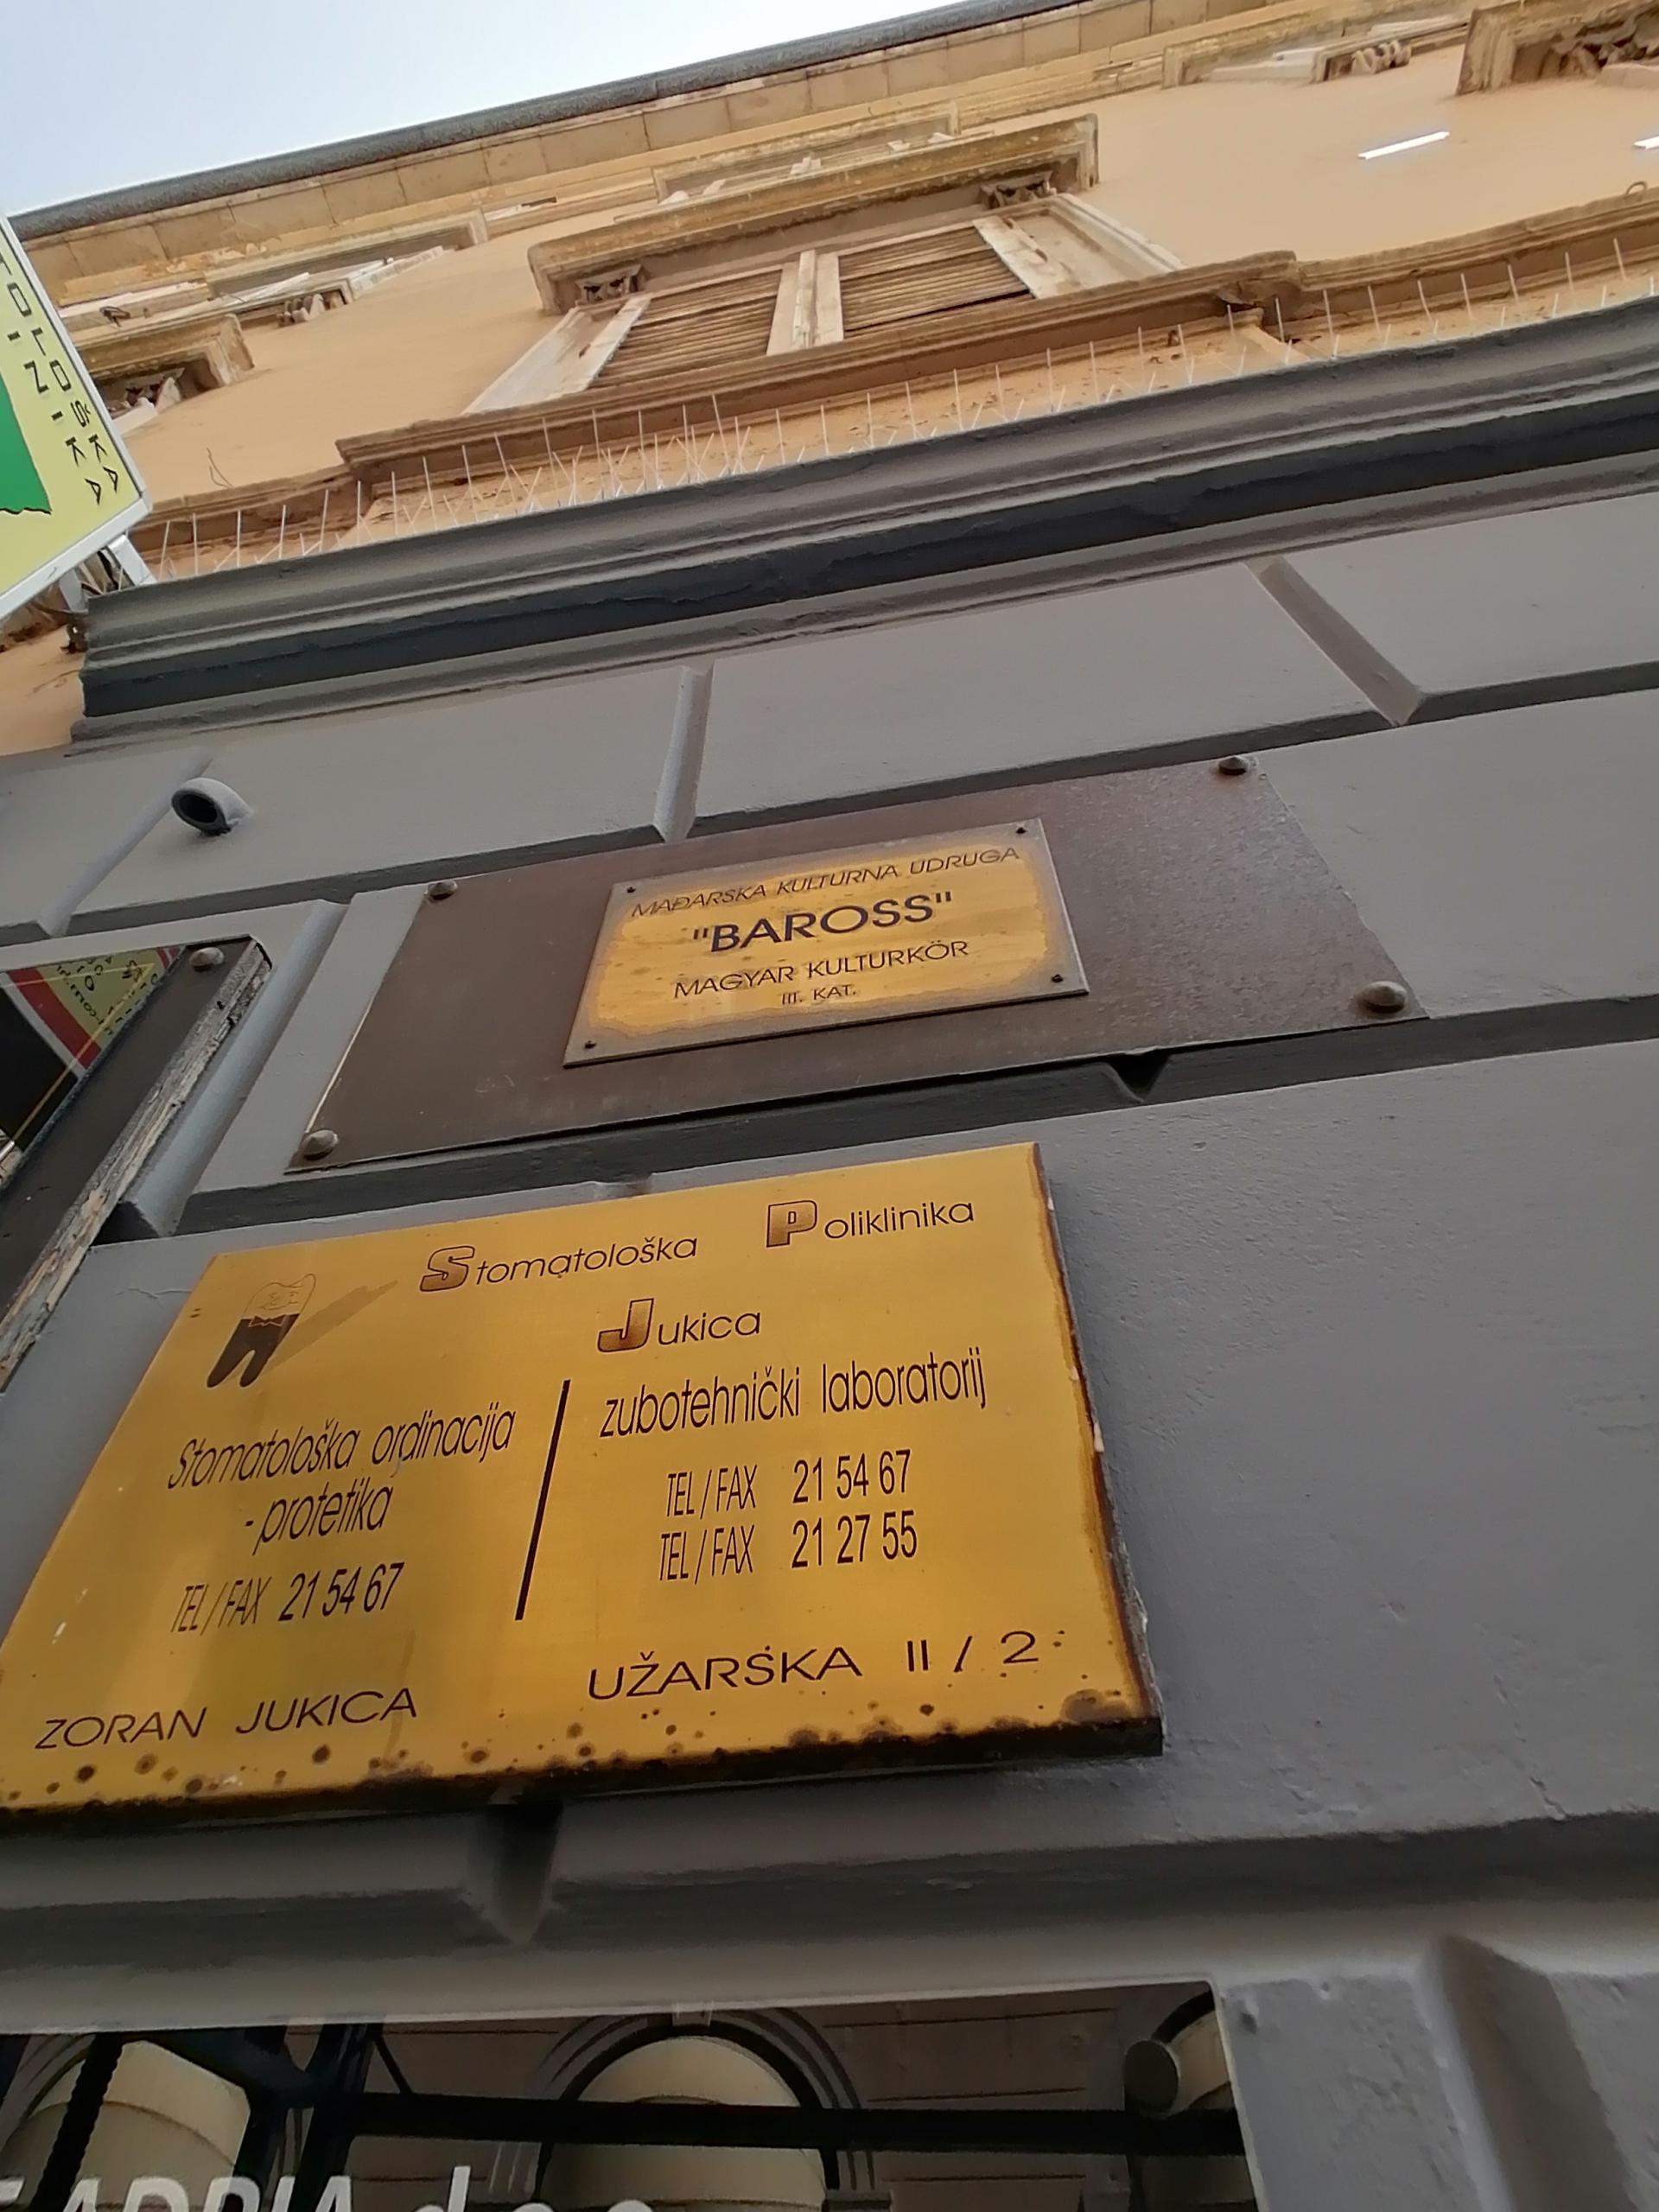 MAĐARSKA KULTURNA UDRUGA
"BAROSS"
MAGYAR KULTURKÖR
III. KAT.
Stomatološka Poliklinika
Jukica
Stomatološka ordinacija
-protetika
TEL/FAX 21 54 67
zubotehnički laboratorij
TEL/FAX 21 54 67
TEL/FAX 21 27 55
ZORAN JUKICA
UŽARSKA II/2
ADRIA d.o.o.